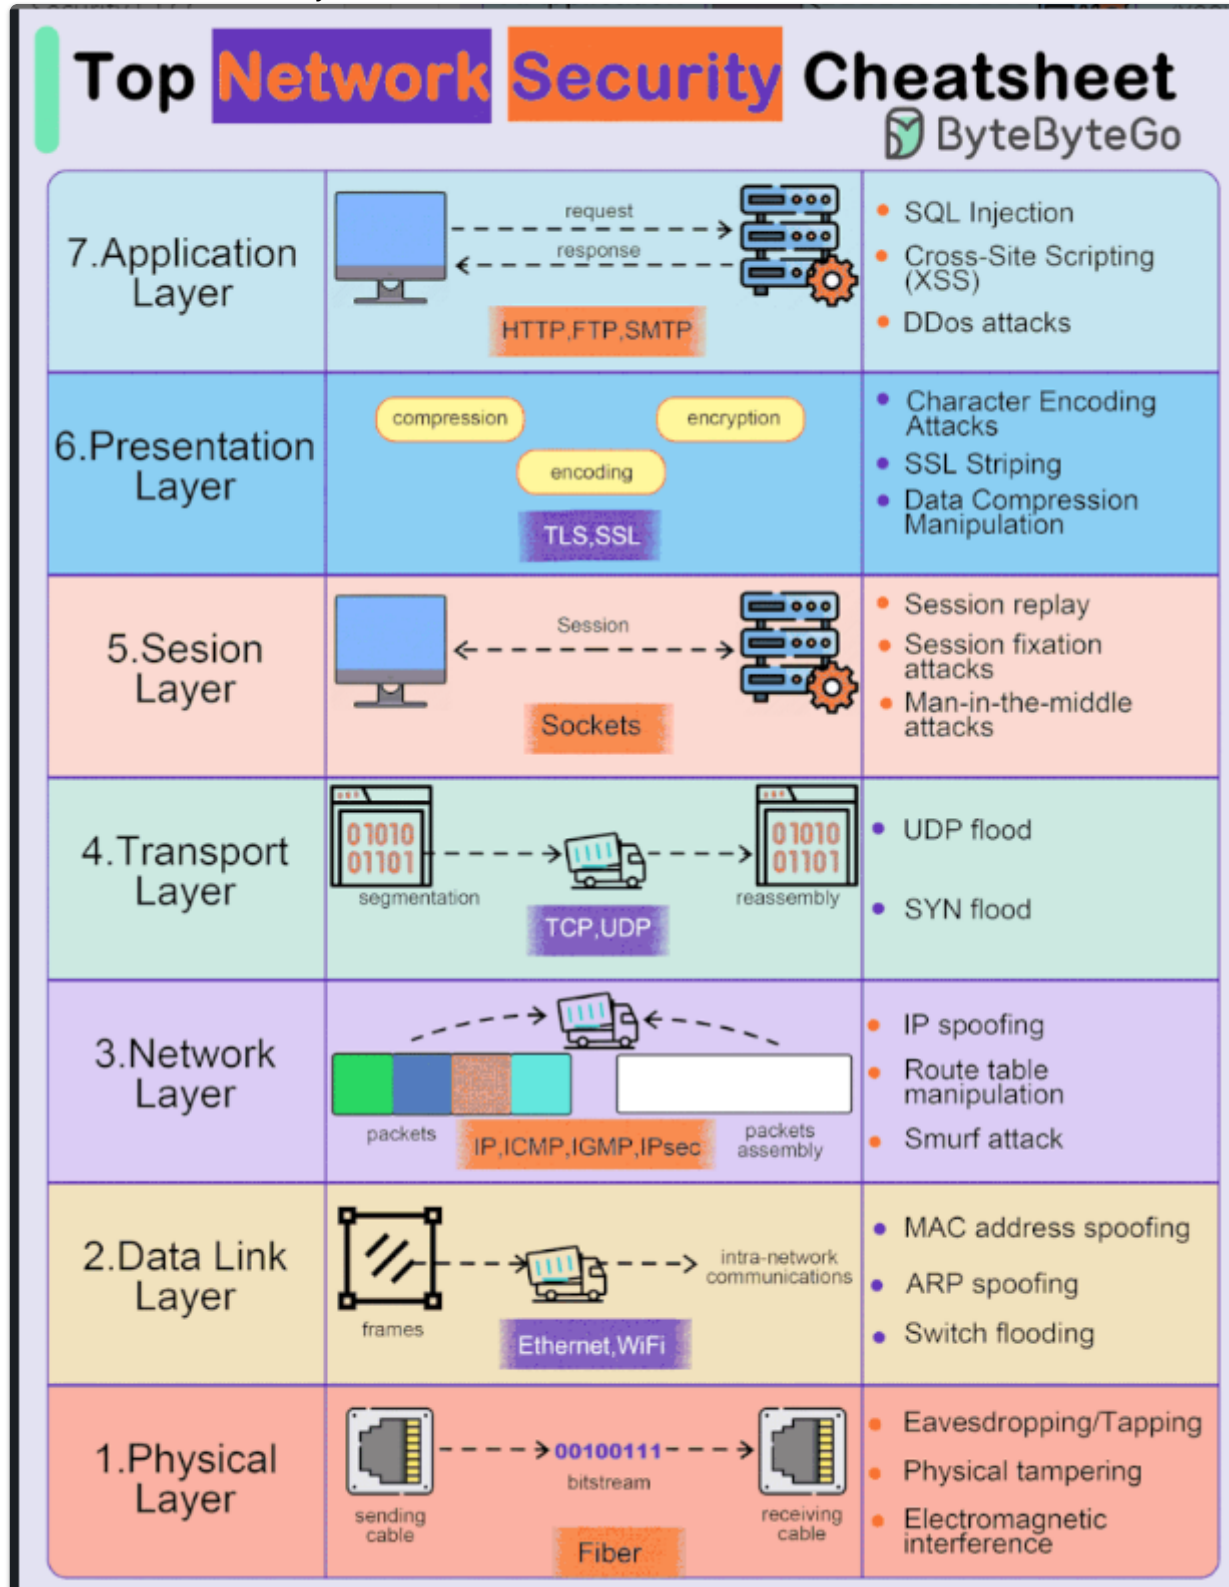 Top Network Security Cheatsheet
ByteByteGo
7.Application
Layer
request
response
HTTP,FTP,SMTP
SQL Injection
Cross-Site Scripting
(XSS)
DDos attacks
6.Presentation
Layer
compression
encryption
encoding
TLS,SSL
Character Encoding
Attacks
SSL Striping
Data Compression
Manipulation
5.Sesion
Layer
Session
Sockets
Session replay
Session fixation
attacks
Man-in-the-middle
attacks
4.Transport
Layer
01010
01101
segmentation
01010
01101
reassembly
TCP,UDP
UDP flood
SYN flood
3.Network
Layer
packets
packets
assembly
IP,ICMP,IGMP,IPsec
IP spoofing
Route table
manipulation
Smurf attack
2.Data Link
Layer
frames
intra-network
communications
Ethernet,WiFi
MAC address spoofing
ARP spoofing
Switch flooding
1.Physical
Layer
sending
cable
00100111
bitstream
receiving
cable
Fiber
Eavesdropping/Tapping
Physical tampering
Electromagnetic
interference